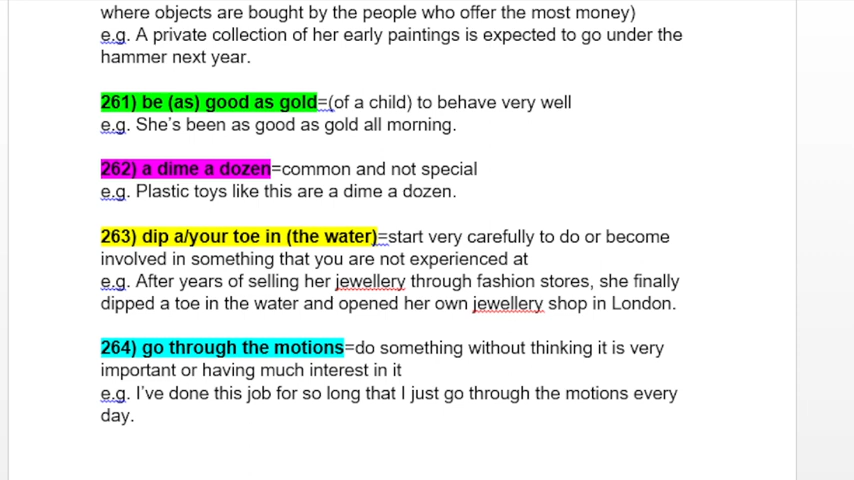 where objects are bought by the people who offer the most money)
e.g. A private collection of her early paintings is expected to go under the
hammer next year.
261) be (as) good as gold=(of a child) to behave very well
e.g. She's been as good as gold all morning.
262) a dime a dozen=common and not special
e.g. Plastic toys like this are a dime a dozen.
263) dip a/your toe in (the water)=start very carefully to do or become
involved in something that you are not experienced at
e.g. After years of selling her jewellery through fashion stores, she finally
dipped a toe in the water and opened her own jewellery shop in London.
264) go through the motions=do something without thinking it is very
important or having much interest in it
e.g. I've done this job for so long that I just go through the motions every
day.